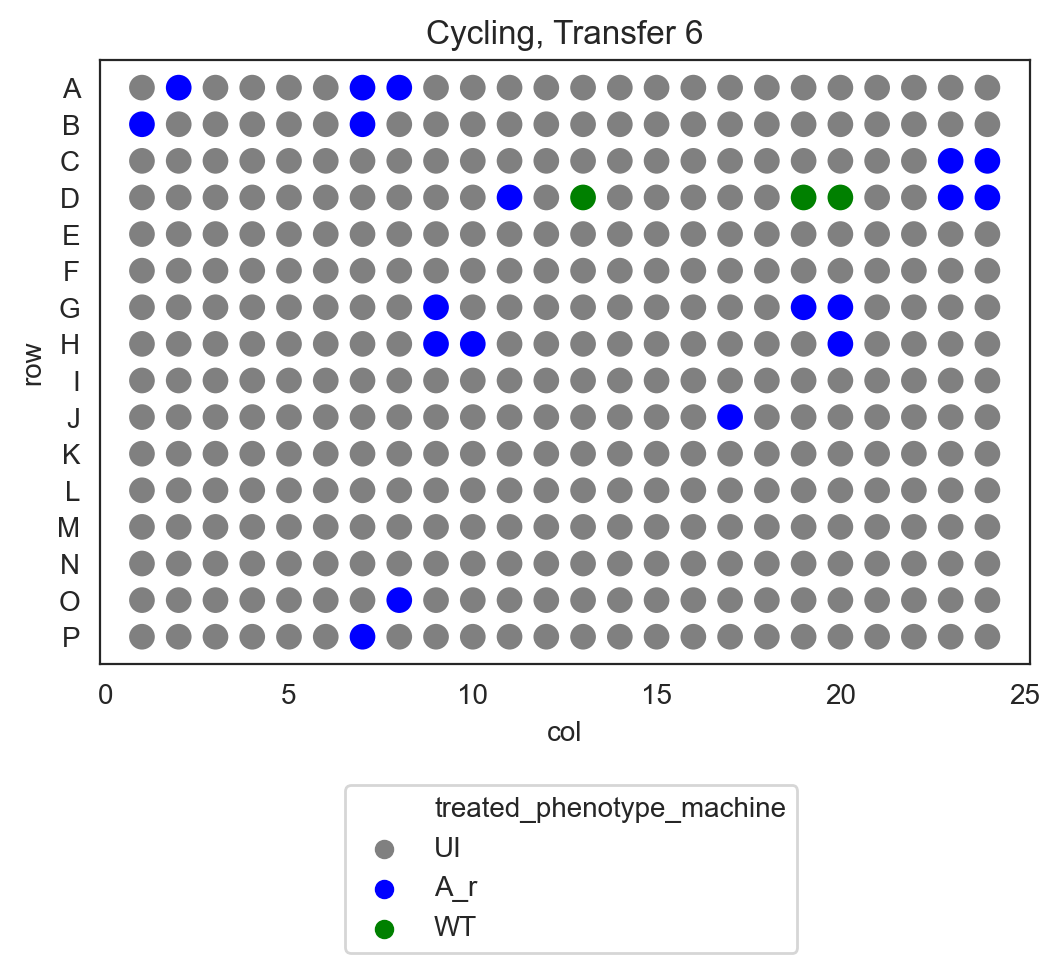 Cycling, Transfer 6
A
B
C
D
E
F
G
H
I
J
K
L
M
N
O
P
row
0 5 10 15 20 25
col
treated_phenotype_machine
UI
A_r
WT